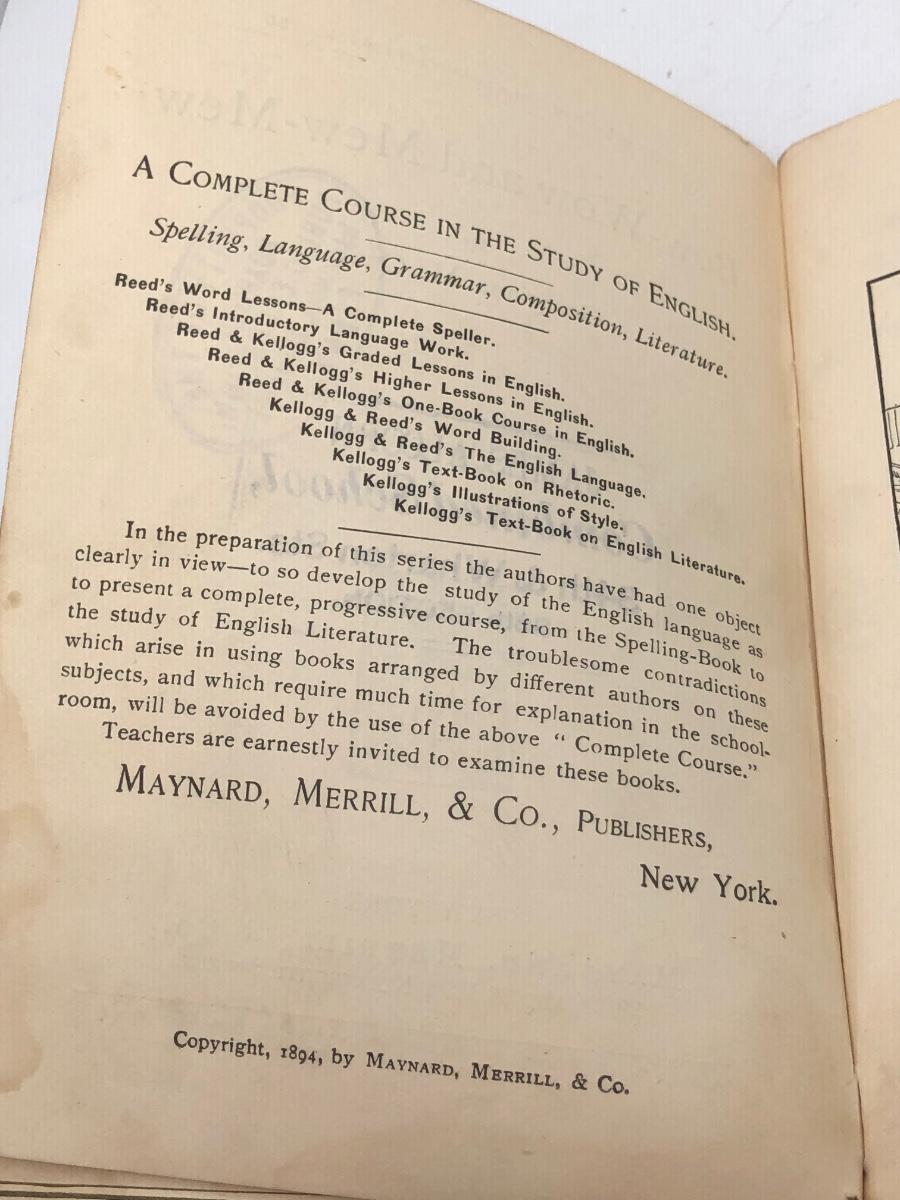 A COMPLETE COURSE IN THE STUDY OF ENGLISH.
Spelling, Language, Grammar, Composition, Literature.
Reed's Word Lessons—A Complete Speller.
Reed's Introductory Language Work.
Reed & Kellogg's Graded Lessons in English.
Reed & Kellogg's Higher Lessons in English.
Reed & Kellogg's One-Book Course in English.
Kellogg & Reed's Word Building.
Kellogg & Reed's The English Language.
Kellogg's Text-Book on Rhetoric.
Kellogg's Illustrations of Style.
Kellogg's Text-Book on English Literature.
In the preparation of this series the authors have had one object
clearly in view—to so develop the study of the English language as
to present a complete, progressive course, from the Spelling-Book to
the study of English Literature. The troublesome contradictions
which arise in using books arranged by different authors on these
subjects, and which require much time for explanation in the school-
room, will be avoided by the use of the above "Complete Course."
Teachers are earnestly invited to examine these books.
MAYNARD, MERRILL, & CO., PUBLISHERS,
New York.
Copyright, 1894, by MAYNARD, MERRILL, & CO.